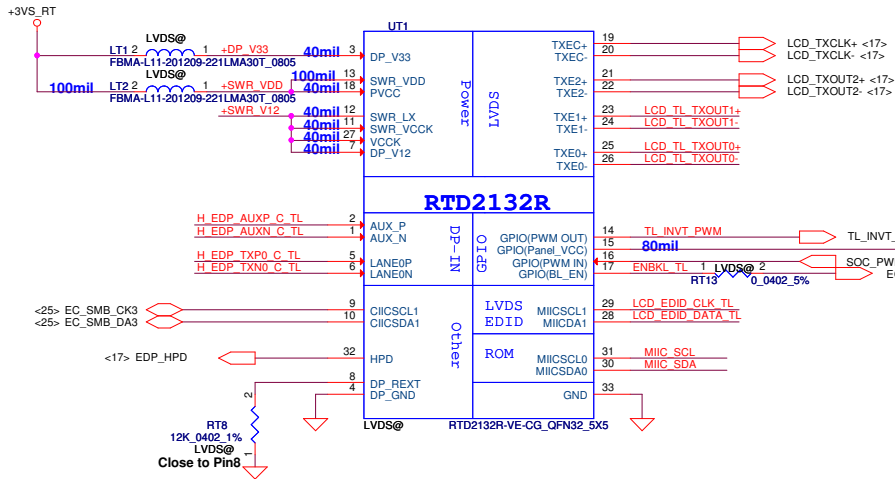 +3VS_RT
UT1
LVDS@
LT1 2 1 +DP_V33 40mil 3 DP_V33
FBMA-L11-201209-221LMA30T_0805
LVDS@
100mil LT2 2 1 +SWR_VDD 100mil 13 SWR_VDD
FBMA-L11-201209-221LMA30T_0805
40mil 18 PVCC
+SWR_V12 40mil 12 SWR_LX
40mil 11 SWR_VCCK
40mil 27 VCCK
40mil 7 DP_V12
Power
LVDS
TXEC+ 19 LCD_TXCLK+ <17>
TXEC- 20 LCD_TXCLK- <17>
TXE2+ 21 LCD_TXOUT2+ <17>
TXE2- 22 LCD_TXOUT2- <17>
TXE1+ 23 LCD_TL_TXOUT1+
TXE1- 24 LCD_TL_TXOUT1-
TXE0+ 25 LCD_TL_TXOUT0+
TXE0- 26 LCD_TL_TXOUT0-
RTD2132R
H_EDP_AUXP_C_TL 2 AUX_P
H_EDP_AUXN_C_TL 1 AUX_N
H_EDP_TXP0_C_TL 5 LANE0P
H_EDP_TXN0_C_TL 6 LANE0N
DP-IN
GPIO
GPIO(PWM OUT) 14 TL_INVT_PWM TL_INVT_
GPIO(Panel_VCC) 15 80mil
GPIO(PWM IN) 16 SOC_PW
GPIO(BL_EN) 17 ENBKL_TL 1 LVDS@ 2 E
RT13 0_0402_5%
<25> EC_SMB_CK3 9 CIICSCL1
<25> EC_SMB_DA3 10 CIICSDA1
Other
LVDS
EDID
MIICSCL1 29 LCD_EDID_CLK_TL
MIICDA1 28 LCD_EDID_DATA_TL
<17> EDP_HPD 32 HPD
ROM
MIICSCL0 31 MIIC_SCL
MIICSDA0 30 MIIC_SDA
8 DP_REXT
4 DP_GND
GND 33
2
RT8
12K_0402_1%
LVDS@
1
Close to Pin8
LVDS@
RTD2132R-VE-CG_QFN32_5X5